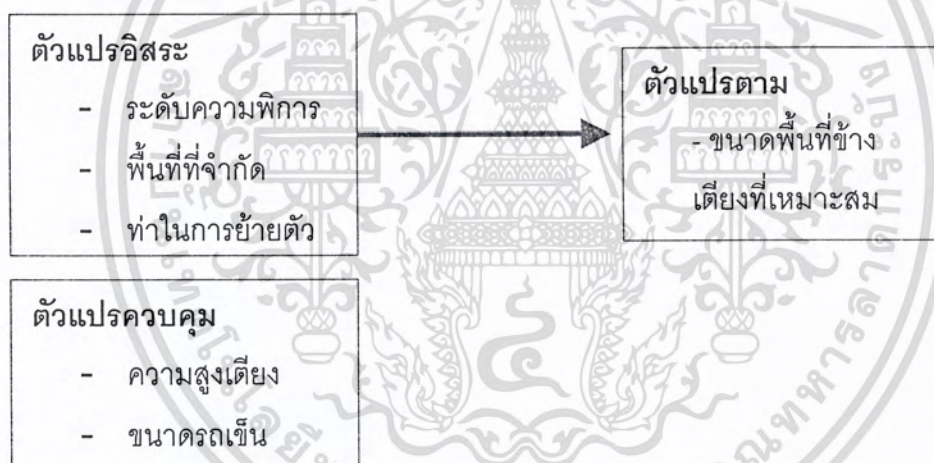 ตัวแปรอิสระ
- ระดับความพิการ
- พื้นที่ที่จำกัด
- ท่าในการย้ายตัว
ตัวแปรตาม
- ขนาดพื้นที่ข้าง
เตียงที่เหมาะสม
ตัวแปรควบคุม
- ความสูงเตียง
- ขนาดรถเข็น